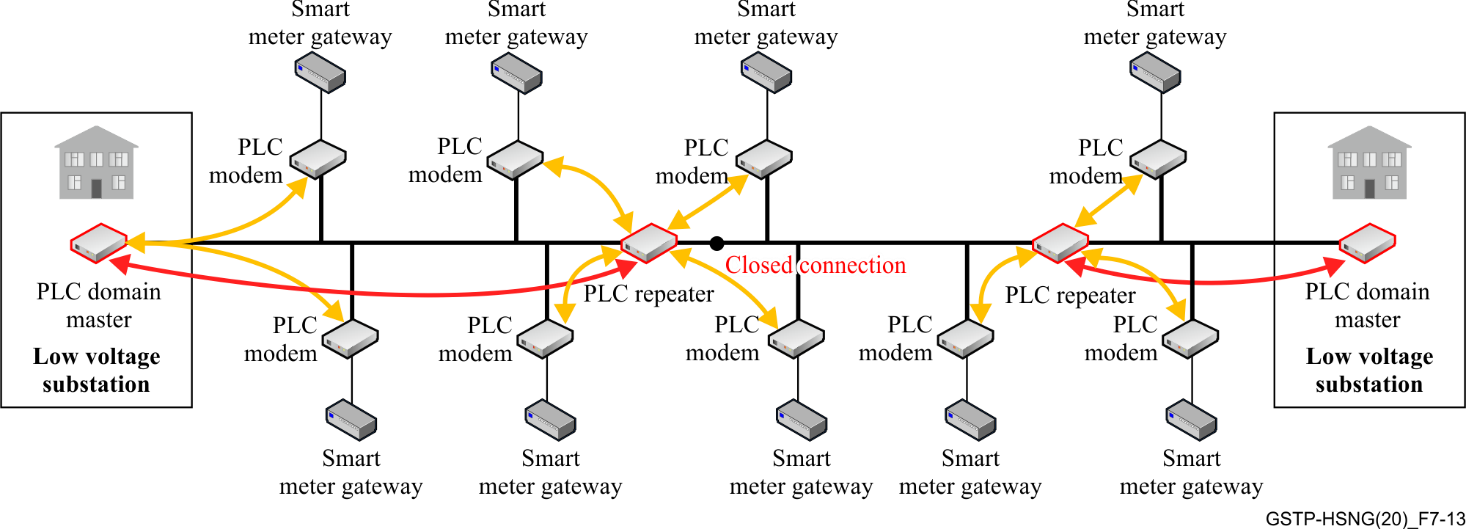 Smart
meter gateway
Smart
meter gateway
Smart
meter gateway
Smart
meter gateway
PLC
modem
PLC
modem
PLC
modem
PLC
modem
Closed connection
PLC domain
master
Low voltage
substation
PLC repeater
PLC repeater
PLC domain
master
Low voltage
substation
PLC
modem
PLC
modem
PLC
modem
PLC
modem
PLC
modem
Smart
meter gateway
Smart
meter gateway
Smart
meter gateway
Smart
meter gateway
Smart
meter gateway
GSTP-HSNG(20)_F7-13